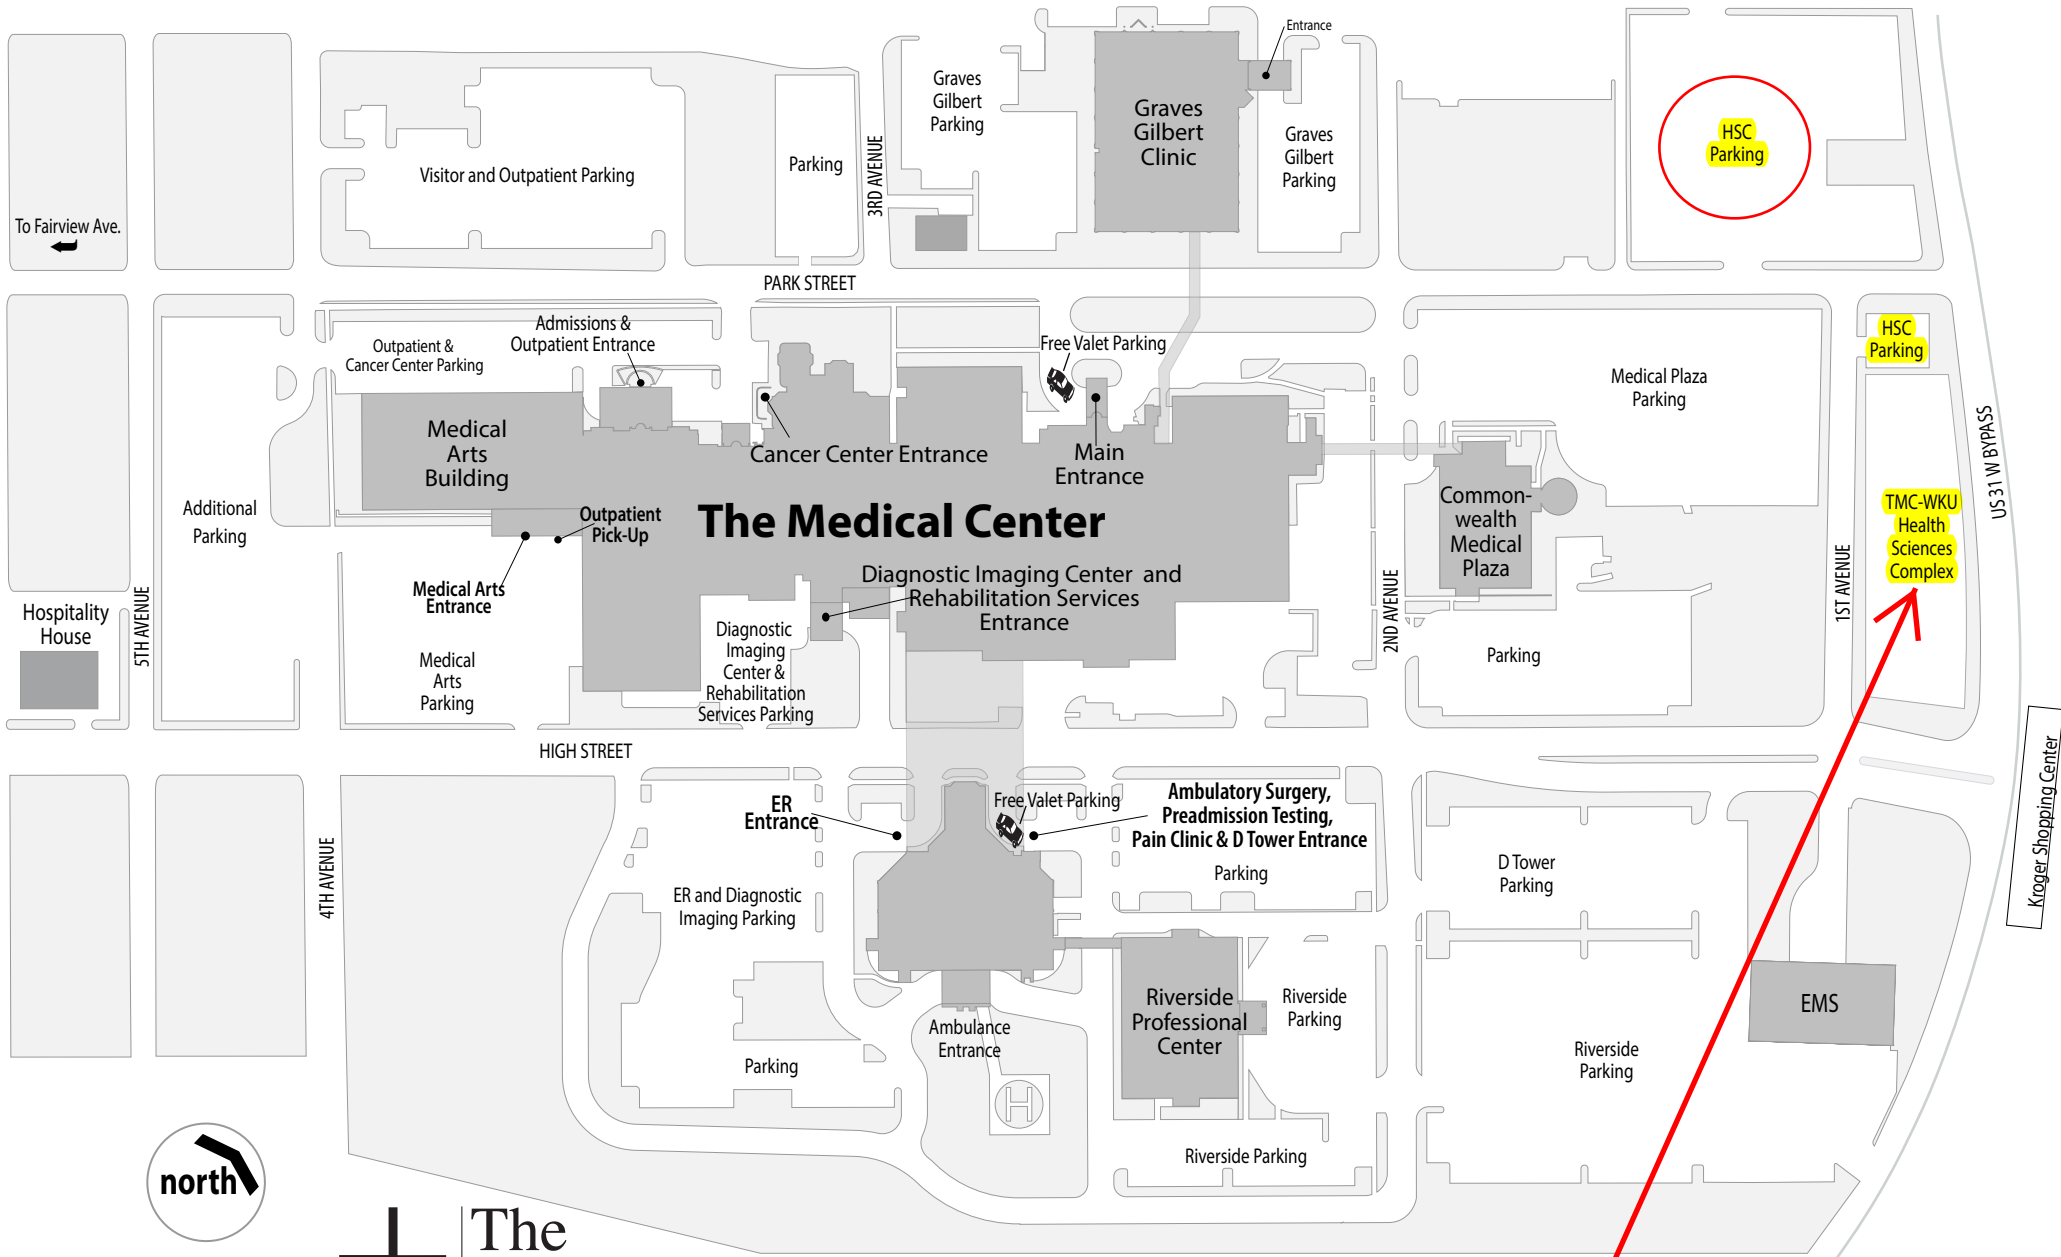 Entrance
Graves
Gilbert
Parking
Graves
Gilbert
Clinic
Graves
Gilbert
Parking
HSC
Parking
Visitor and Outpatient Parking
Parking
3RD AVENUE
To Fairview Ave.
PARK STREET
Outpatient &
Cancer Center Parking
Admissions &
Outpatient Entrance
Free Valet Parking
HSC
Parking
Medical Plaza
Parking
US 31 W BYPASS
Medical
Arts
Building
Cancer Center Entrance
Main
Entrance
Additional
Parking
Outpatient
Pick-Up
The Medical Center
Common-
wealth
Medical
Plaza
TMC-WKU
Health
Sciences
Complex
Medical Arts
Entrance
Diagnostic Imaging Center and
Rehabilitation Services
Entrance
5TH AVENUE
2ND AVENUE
1ST AVENUE
Hospitality
House
Medical
Arts
Parking
Diagnostic
Imaging
Center &
Rehabilitation
Services Parking
Parking
HIGH STREET
Kroger Shopping Center
ER
Entrance
Free Valet Parking
Ambulatory Surgery,
Preadmission Testing,
Pain Clinic & D Tower Entrance
Parking
4TH AVENUE
ER and Diagnostic
Imaging Parking
D Tower
Parking
Riverside
Professional
Center
Riverside
Parking
EMS
Ambulance
Entrance
Parking
Riverside
Parking
H
Riverside Parking
north
The